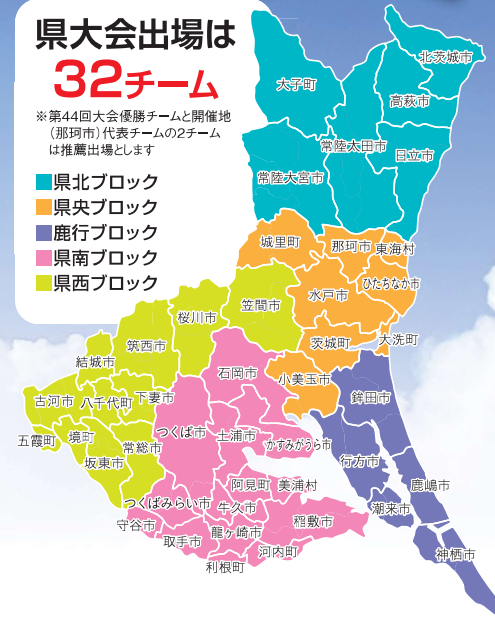 県大会出場は
32チーム
※第44回大会優勝チームと開催地
(那珂市)代表チームの2チーム
は推薦出場とします
県北ブロック
県央ブロック
鹿行ブロック
県南ブロック
県西ブロック
北茨城市
大子町
高萩市
常陸太田市
日立市
常陸大宮市
城里町
那珂市
東海村
ひたちなか市
水戸市
笠間市
桜川市
茨城町
大洗町
筑西市
結城市
石岡市
小美玉市
鉾田市
古河市
八千代町
下妻市
つくば市
土浦市
かすみがうら市
五霞町
境町
常総市
坂東市
行方市
阿見町
美浦村
鹿嶋市
つくばみらい市
牛久市
潮来市
守谷市
稲敷市
取手市
龍ヶ崎市
河内町
利根町
神栖市